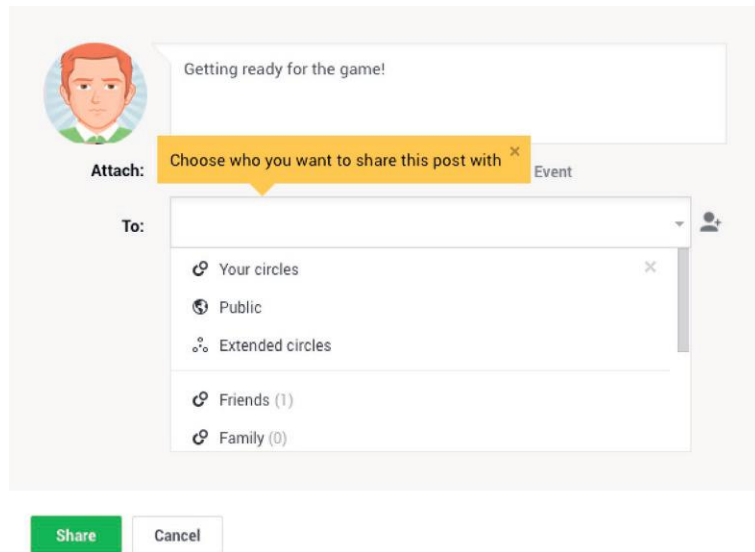 Getting ready for the game!
Choose who you want to share this post with ×
Attach: Event
To:
Your circles ×
Public
Extended circles
Friends (1)
Family (0)
Share Cancel